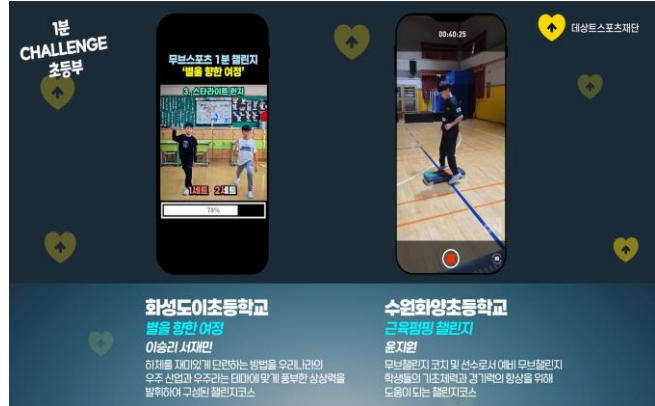 1분
CHALLENGE
초등부
데상트스포츠재단
무브스포츠 1분 챌린지
'별을 향한 여정'
3. 스타라이트 런지
1세트 2세트
78%
00:40:25
화성도이초등학교
별을 향한 여정
이승리 서재민
하체를 재미있게 단련하는 방법을 우리나라의
우주 산업과 우주라는 테마에 맞게 풍부한 상상력을
발휘하여 구성된 챌린지코스
수원화양초등학교
근육펌핑 챌린지
윤지원
무브챌린지 코치 및 선수로서 예비 무브챌린지
학생들의 기초체력과 경기력의 향상을 위해
도움이 되는 챌린지코스